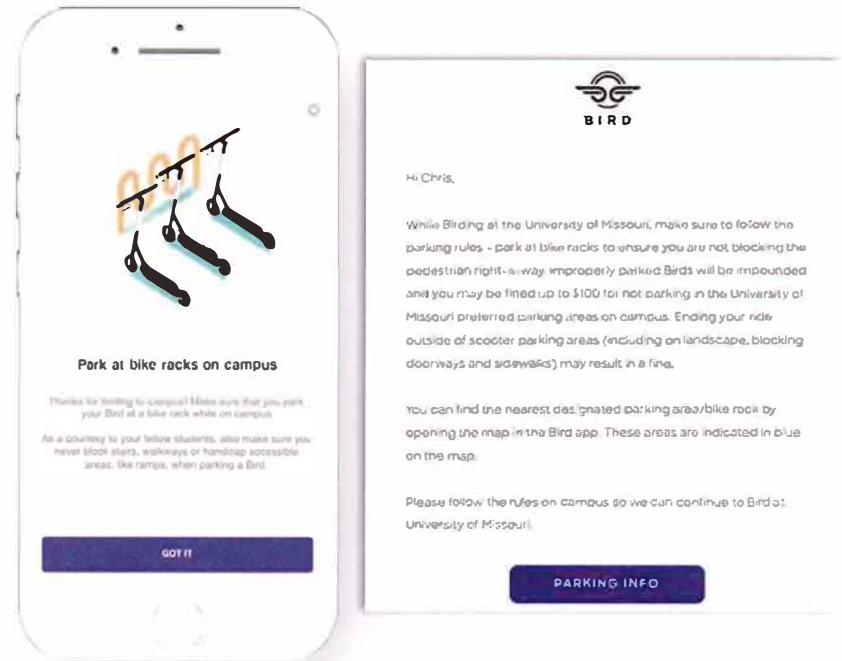 Park at bike racks on campus
Thanks for birding to campus! Make sure that you park
your Bird at a bike rack while on campus.
As a courtesy to your fellow students, also make sure you
never block stairs, walkways or handicap accessible
areas, like ramps, when parking a Bird.
GOT IT
BIRD
Hi Chris,
While Birding at the University of Missouri, make sure to follow the
parking rules - park at bike racks to ensure you are not blocking the
pedestrian right-a-way. Improperly parked Birds will be impounded
and you may be fined up to $100 for not parking in the University of
Missouri preferred parking areas on campus. Ending your ride
outside of scooter parking areas (including on landscape, blocking
doorways and sidewalks) may result in a fine.
You can find the nearest designated parking area/bike rack by
opening the map in the Bird app. These areas are indicated in blue
on the map.
Please follow the rules on campus so we can continue to Bird at
University of Missouri.
PARKING INFO